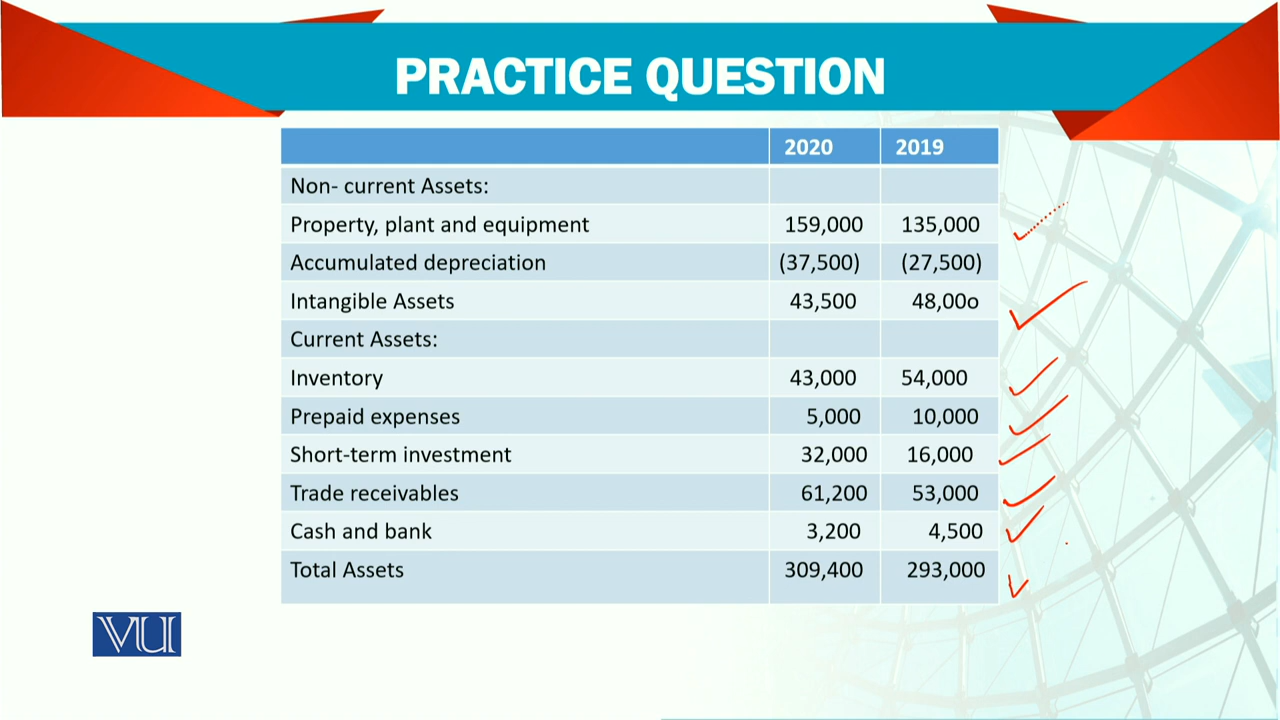 PRACTICE QUESTION
2020 2019
Non- current Assets:
Property, plant and equipment 159,000 135,000
Accumulated depreciation (37,500) (27,500)
Intangible Assets 43,500 48,00o
Current Assets:
Inventory 43,000 54,000
Prepaid expenses 5,000 10,000
Short-term investment 32,000 16,000
Trade receivables 61,200 53,000
Cash and bank 3,200 4,500
Total Assets 309,400 293,000
VU